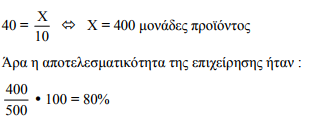 40 = X/10 ⇔ X = 400 μονάδες προϊόντος
Άρα η αποτελεσματικότητα της επιχείρησης ήταν :
400/500 • 100 = 80%